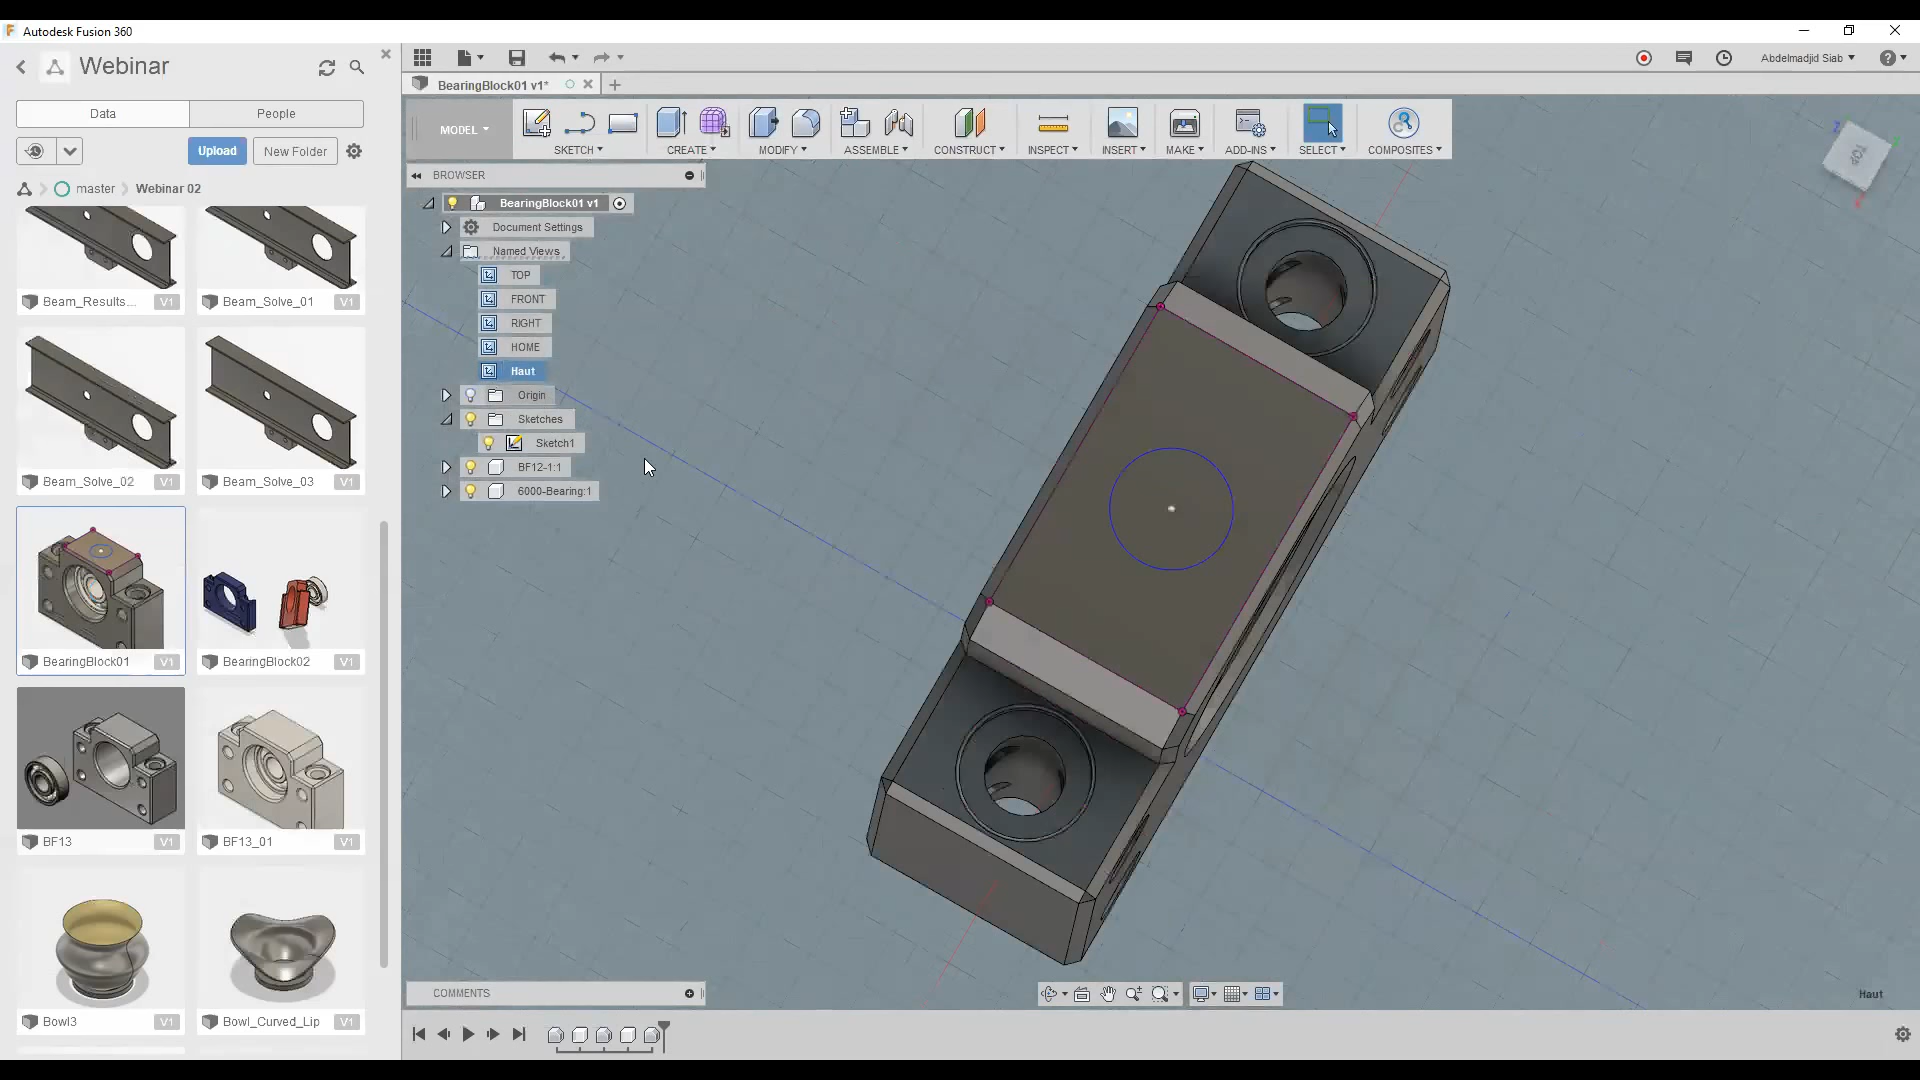 Autodesk Fusion 360
Webinar
Data
People
Upload
New Folder
master
Webinar 02
Beam_Results...
V1
Beam_Solve_01
V1
Beam_Solve_02
V1
Beam_Solve_03
V1
BearingBlock01
V1
BearingBlock02
V1
BF13
V1
BF13_01
V1
Bowl3
V1
Bowl_Curved_Lip
V1
Abdelmadjid Siab
BearingBlock01 v1*
MODEL
SKETCH
CREATE
MODIFY
ASSEMBLE
CONSTRUCT
INSPECT
INSERT
MAKE
ADD-INS
SELECT
COMPOSITES
BROWSER
BearingBlock01 v1
Document Settings
Named Views
TOP
FRONT
RIGHT
HOME
Haut
Origin
Sketches
Sketch1
BF12-1:1
6000-Bearing:1
Z
Y
TOP
COMMENTS
Haut